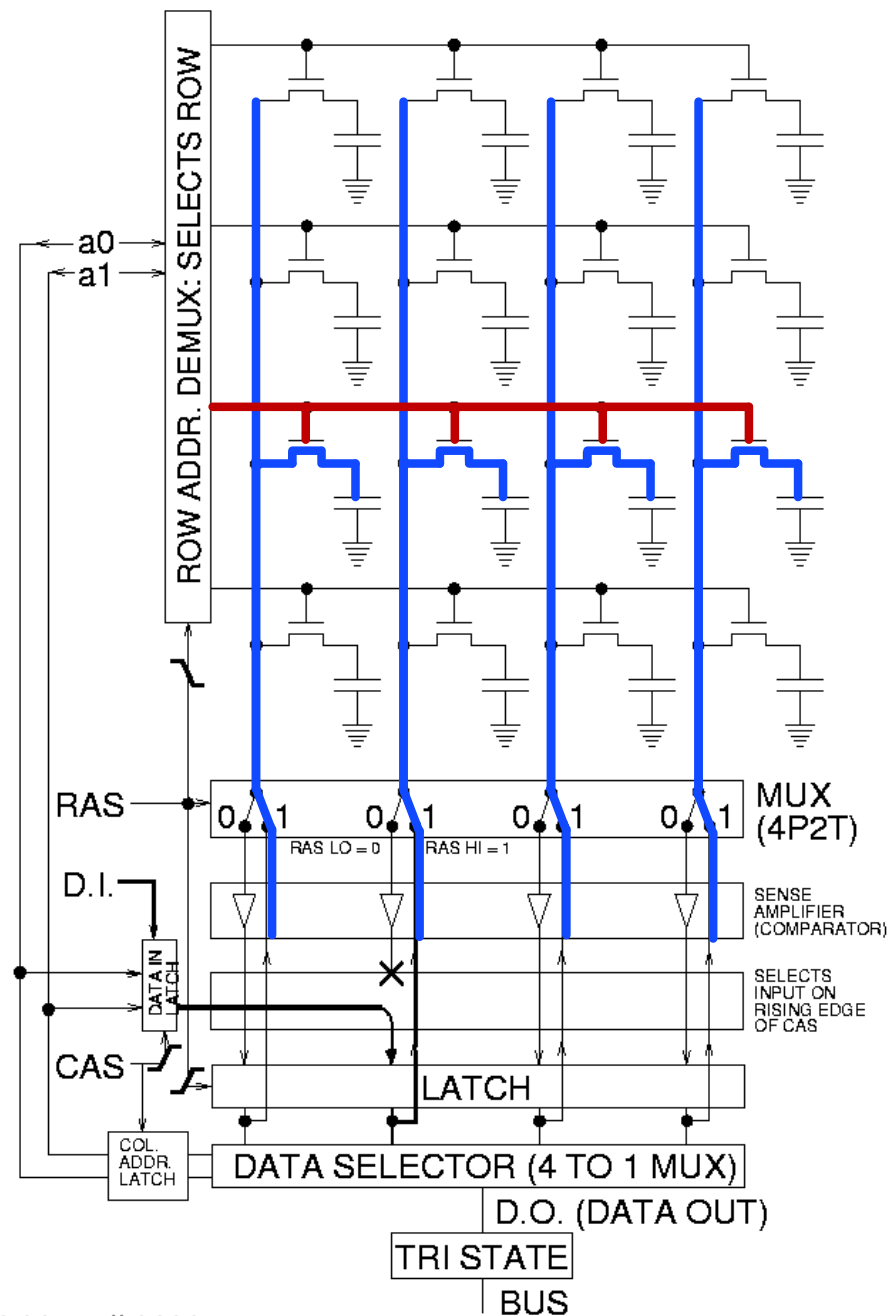 ROW ADDR. DEMUX: SELECTS ROW
a0
a1
RAS
0 1 0 1 0 1 0 1
MUX
(4P2T)
RAS LO = 0
RAS HI = 1
D.I.
SENSE
AMPLIFIER
(COMPARATOR)
DATA IN
LATCH
SELECTS
INPUT ON
RISING EDGE
OF CAS
CAS
LATCH
COL.
ADDR.
LATCH
DATA SELECTOR (4 TO 1 MUX)
D.O. (DATA OUT)
TRI STATE
BUS